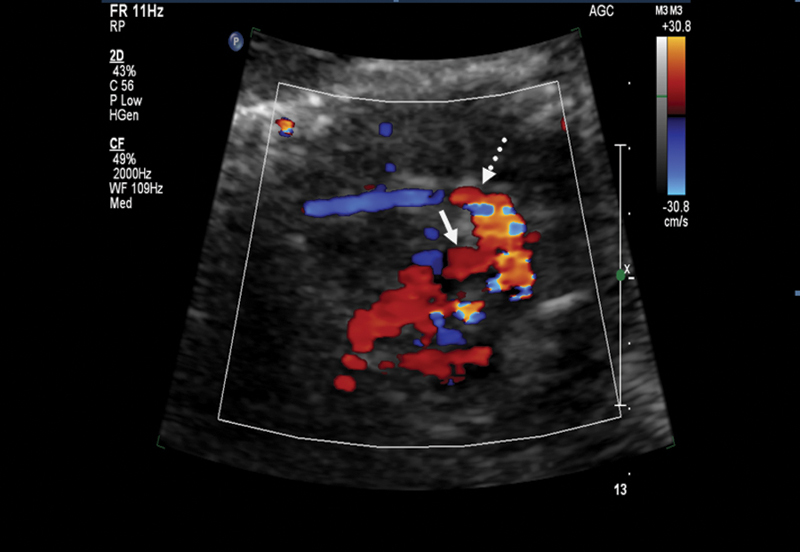 FR 11Hz
RP
2D
43%
C 56
P Low
HGen
CF
49%
2000Hz
WF 109Hz
Med
P
AGC
M3 M3
+30.8
-30.8
cm/s
X
13